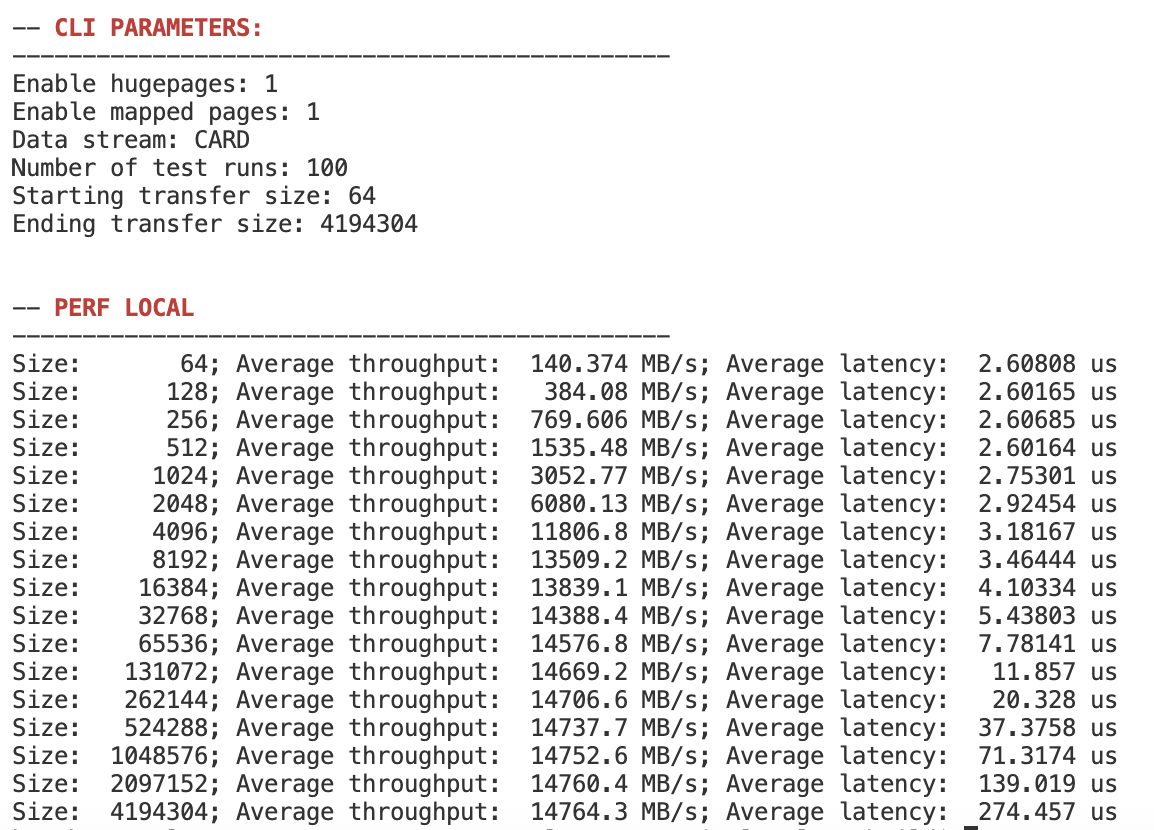 -- CLI PARAMETERS:
-----------------------------------------------
Enable hugepages: 1
Enable mapped pages: 1
Data stream: CARD
Number of test runs: 100
Starting transfer size: 64
Ending transfer size: 4194304
-- PERF LOCAL
-----------------------------------------------
Size:       64; Average throughput:  140.374 MB/s; Average latency:  2.60808 us
Size:      128; Average throughput:   384.08 MB/s; Average latency:  2.60165 us
Size:      256; Average throughput:  769.606 MB/s; Average latency:  2.60685 us
Size:      512; Average throughput:  1535.48 MB/s; Average latency:  2.60164 us
Size:     1024; Average throughput:  3052.77 MB/s; Average latency:  2.75301 us
Size:     2048; Average throughput:  6080.13 MB/s; Average latency:  2.92454 us
Size:     4096; Average throughput:  11806.8 MB/s; Average latency:  3.18167 us
Size:     8192; Average throughput:  13509.2 MB/s; Average latency:  3.46444 us
Size:    16384; Average throughput:  13839.1 MB/s; Average latency:  4.10334 us
Size:    32768; Average throughput:  14388.4 MB/s; Average latency:  5.43803 us
Size:    65536; Average throughput:  14576.8 MB/s; Average latency:  7.78141 us
Size:   131072; Average throughput:  14669.2 MB/s; Average latency:   11.857 us
Size:   262144; Average throughput:  14706.6 MB/s; Average latency:   20.328 us
Size:   524288; Average throughput:  14737.7 MB/s; Average latency:  37.3758 us
Size:  1048576; Average throughput:  14752.6 MB/s; Average latency:  71.3174 us
Size:  2097152; Average throughput:  14760.4 MB/s; Average latency:  139.019 us
Size:  4194304; Average throughput:  14764.3 MB/s; Average latency:  274.457 us